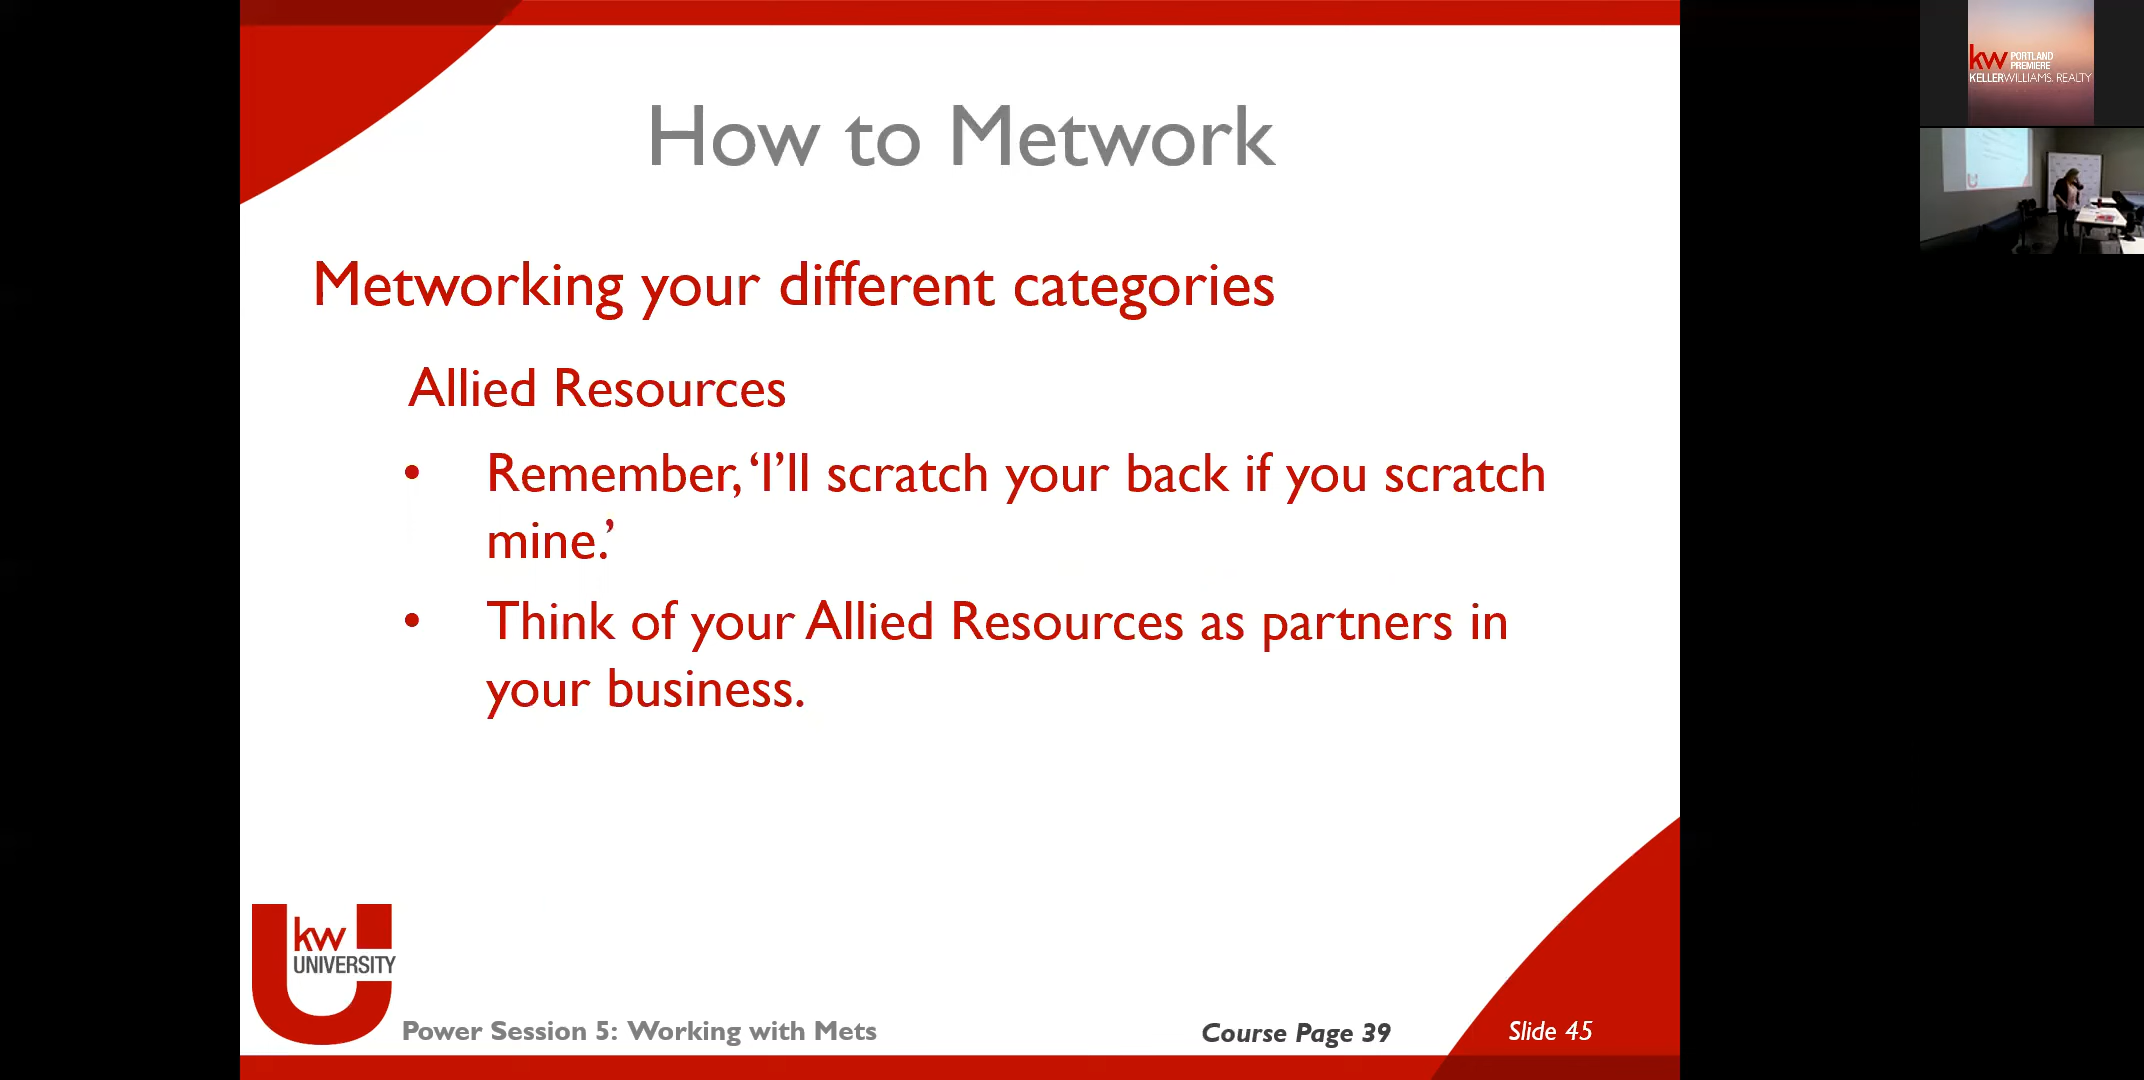 How to Metwork
Metworking your different categories
Allied Resources
• Remember, ‘I’ll scratch your back if you scratch
mine.’
• Think of your Allied Resources as partners in
your business.
kw
UNIVERSITY
Power Session 5: Working with Mets
Course Page 39
Slide 45
kw PORTLAND
PREMIERE
KELLERWILLIAMS. REALTY